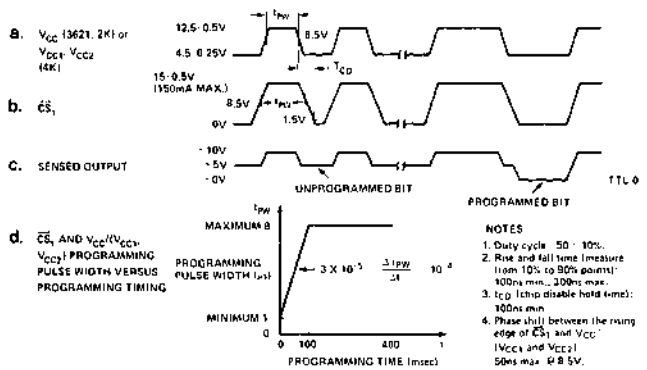 a. VCC (3621, 2K) or
VCC1, VCC2
(4K)
12.5-0.5V
4.5-0.25V
tPW
8.5V
TCD
b. CS1
15-0.5V
(150mA MAX.)
8.5V
tPW
1.5V
0V
c. SENSED OUTPUT
~10V
~5V
~0V
UNPROGRAMMED BIT
PROGRAMMED BIT
TTL 0
d. CS1 AND VCC/(VCC1,
VCC2) PROGRAMMING
PULSE WIDTH VERSUS
PROGRAMMING TIMING
tPW
MAXIMUM 8
PROGRAMMING
PULSE WIDTH (µs)
3 X 10-5 ΔtPW/Δt 10-4
MINIMUM 1
0
0 100 400 t
PROGRAMMING TIME (msec)
NOTES
1. Duty cycle 50 - 10%.
2. Rise and fall time (measure
from 10% to 90% points):
100ns min., 300ns max.
3. tCD (chip disable hold time):
100ns min
4. Phase shift between the rising
edge of CS1 and VCC
(VCC1 and VCC2)
50ns max. @ 8.5V.